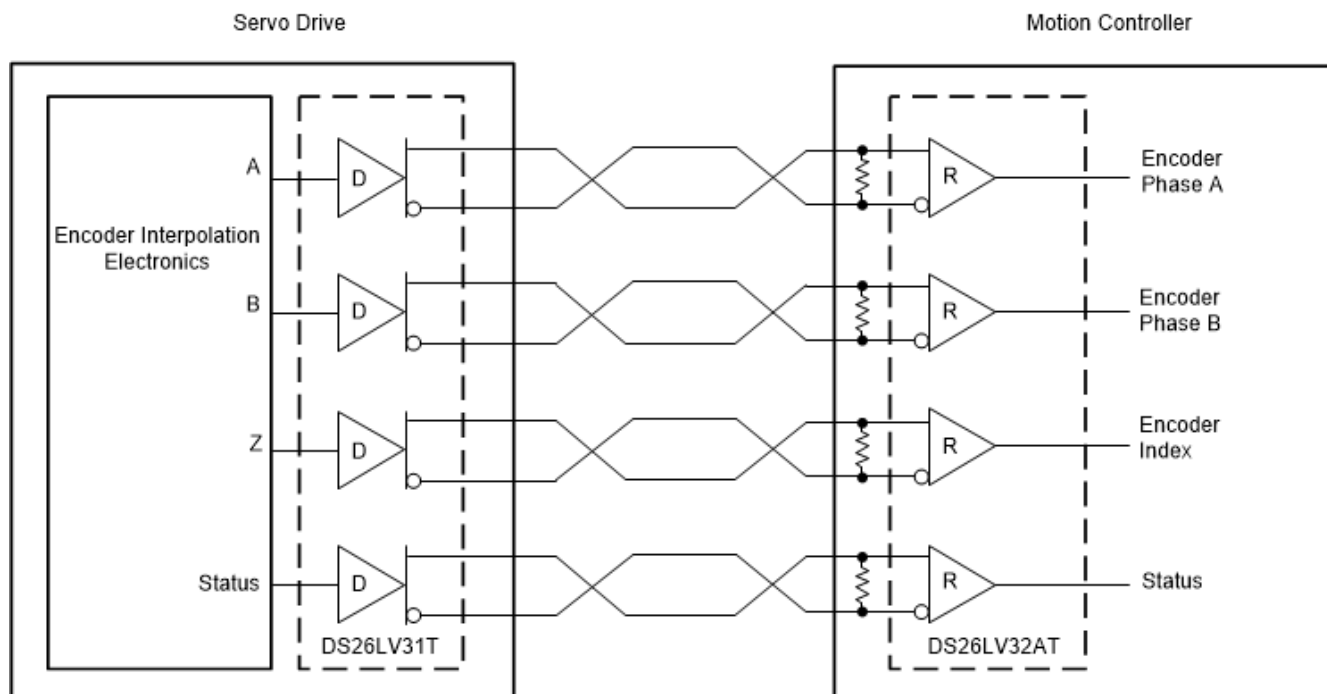 Servo Drive
Motion Controller
A
D
R
Encoder
Phase A
Encoder Interpolation
Electronics
B
D
R
Encoder
Phase B
Z
D
R
Encoder
Index
Status
D
R
Status
DS26LV31T
DS26LV32AT